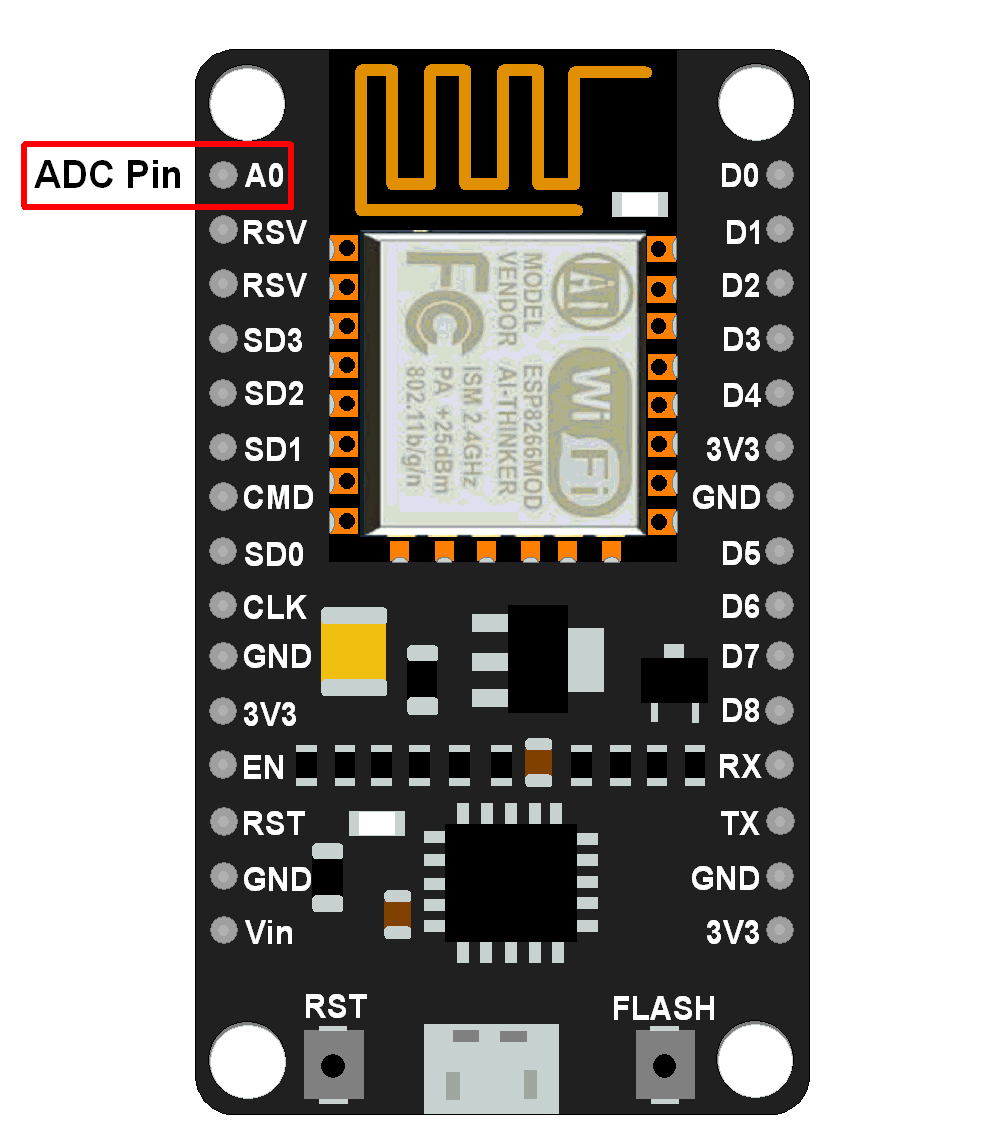 ADC Pin
A0
RSV
RSV
SD3
SD2
SD1
CMD
SD0
CLK
GND
3V3
EN
RST
GND
Vin
D0
D1
D2
D3
D4
3V3
GND
D5
D6
D7
D8
RX
TX
GND
3V3
Ai
WiFi
MODEL ESP8266MOD
VENDOR AI-THINKER
ISM 2.4GHz
PA +25dBm
802.11b/g/n
FC
RST
FLASH